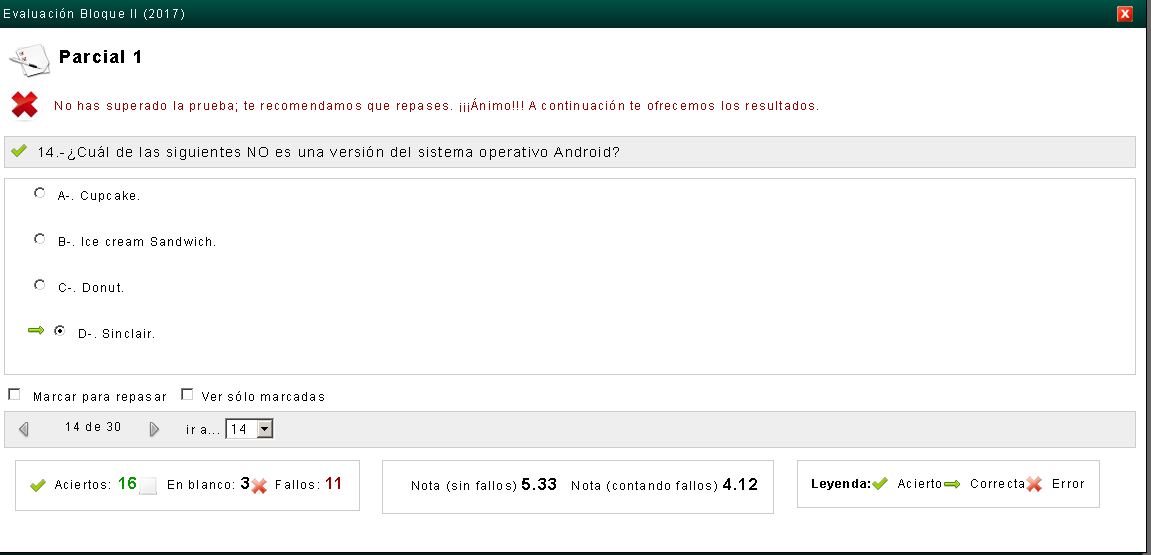 Evaluación Bloque II (2017)
Parcial 1
No has superado la prueba; te recomendamos que repases. ¡¡¡Ánimo!!! A continuación te ofrecemos los resultados.
14.-¿Cuál de las siguientes NO es una versión del sistema operativo Android?
A-. Cupcake.
B-. Ice cream Sandwich.
C-. Donut.
D-. Sinclair.
Marcar para repasar Ver sólo marcadas
14 de 30 ir a... 14
Aciertos: 16 En blanco: 3 Fallos: 11 Nota (sin fallos) 5.33 Nota (contando fallos) 4.12 Leyenda: Acierto Correcta Error